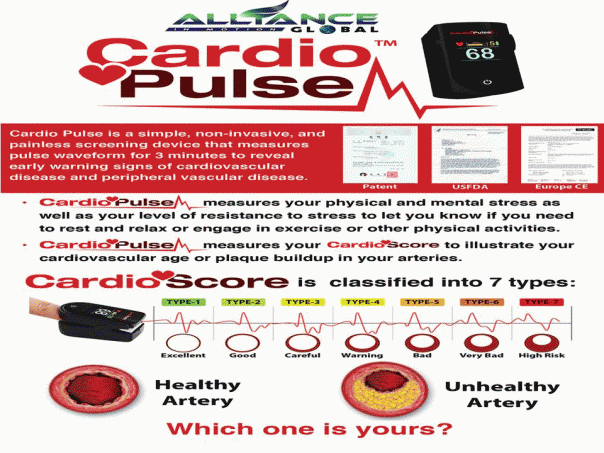 ALLIANCE
IN MOTION GLOBAL
Cardio™
Pulse
CardioPulse
68
Cardio Pulse is a simple, non-invasive, and
painless screening device that measures
pulse waveform for 3 minutes to reveal
early warning signs of cardiovascular
disease and peripheral vascular disease.
Patent
USFDA
Europe CE
• CardioPulse measures your physical and mental stress as
well as your level of resistance to stress to let you know if you need
to rest and relax or engage in exercise or other physical activities.
• CardioPulse measures your CardioScore to illustrate your
cardiovascular age or plaque buildup in your arteries.
CardioScore is classified into 7 types:
TYPE-1 TYPE-2 TYPE-3 TYPE-4 TYPE-5 TYPE-6 TYPE-7
Excellent Good Careful Warning Bad Very Bad High Risk
Healthy
Artery
Unhealthy
Artery
Which one is yours?